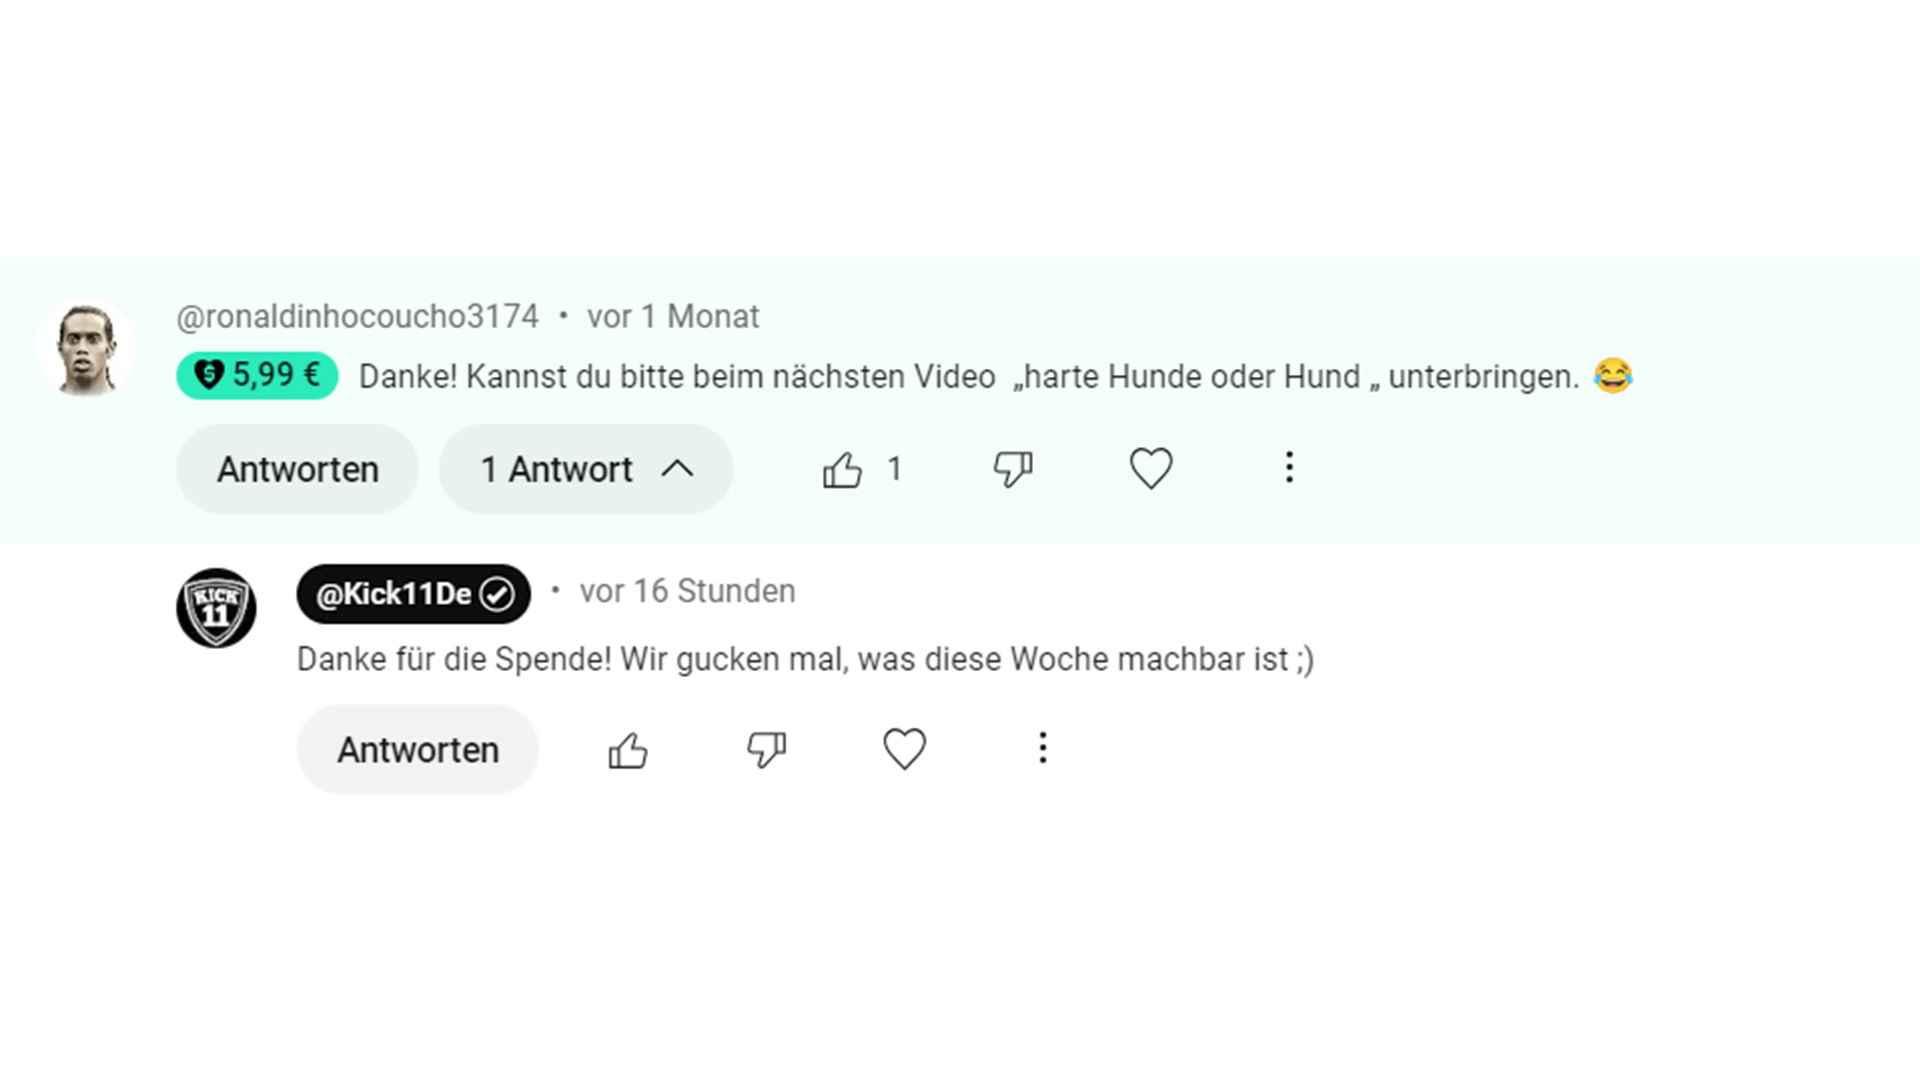 @ronaldinhocoucho3174 • vor 1 Monat
5,99 € Danke! Kannst du bitte beim nächsten Video „harte Hunde oder Hund „ unterbringen. 😂
Antworten 1 Antwort 1
KICK
11
@Kick11De • vor 16 Stunden
Danke für die Spende! Wir gucken mal, was diese Woche machbar ist ;)
Antworten